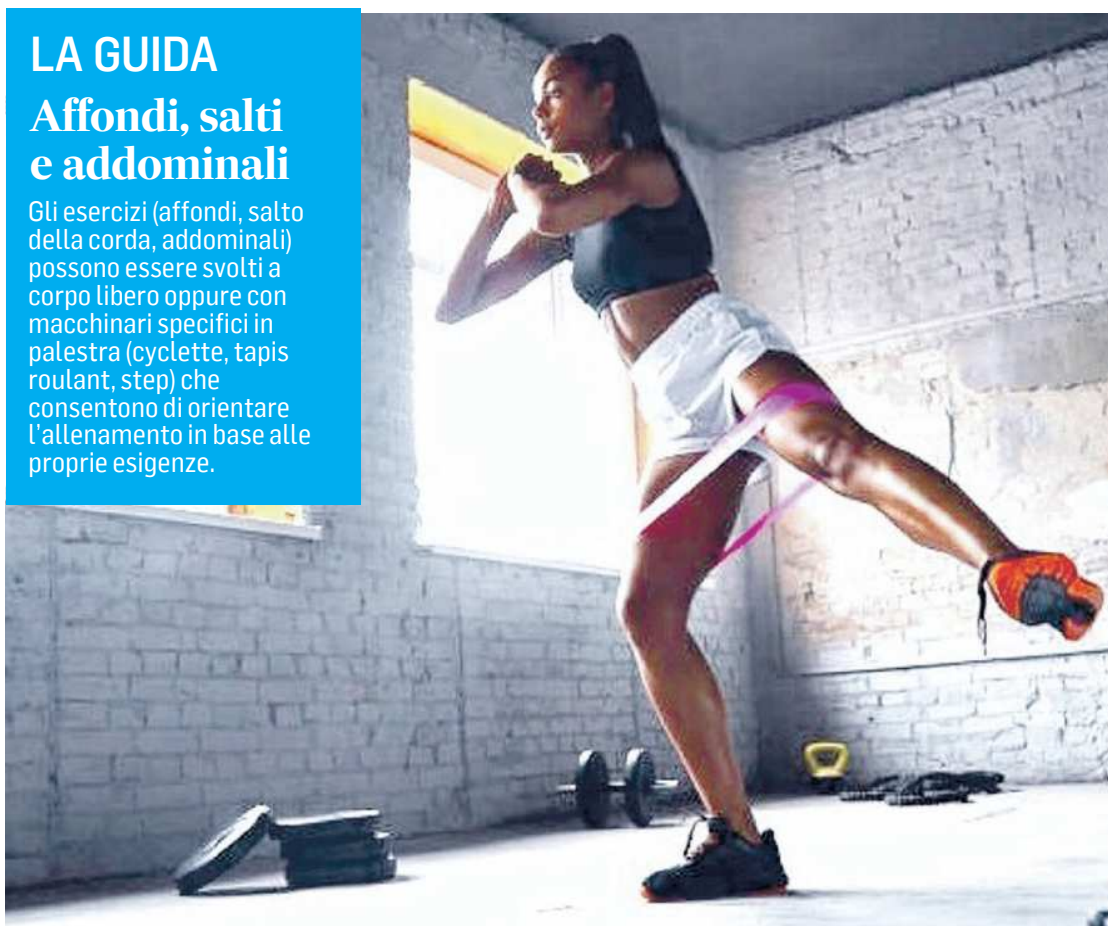 LA GUIDA
Affondi, salti
e addominali
Gli esercizi (affondi, salto
della corda, addominali)
possono essere svolti a
corpo libero oppure con
macchinari specifici in
palestra (cyclette, tapis
roulant, step) che
consentono di orientare
l'allenamento in base alle
proprie esigenze.